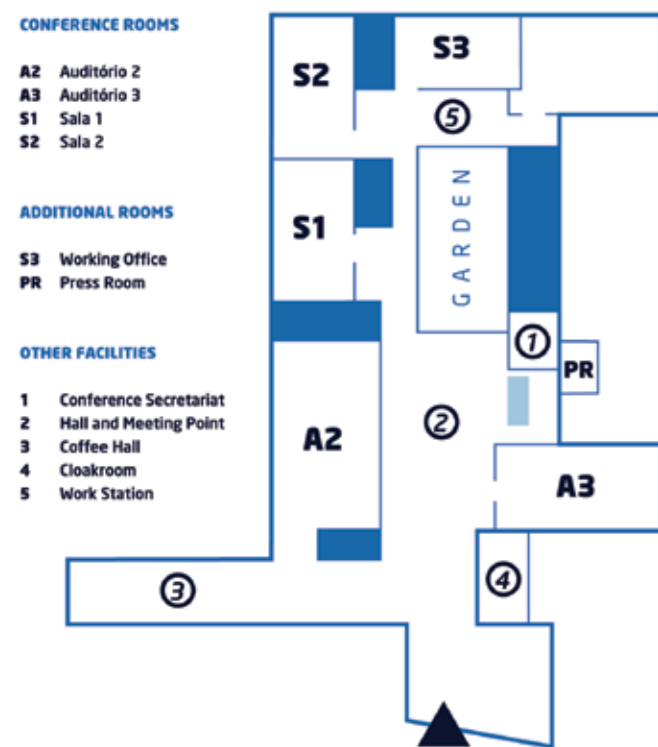 CONFERENCE ROOMS
A2 Auditório 2
A3 Auditório 3
S1 Sala 1
S2 Sala 2
ADDITIONAL ROOMS
S3 Working Office
PR Press Room
OTHER FACILITIES
1 Conference Secretariat
2 Hall and Meeting Point
3 Coffee Hall
4 Cloakroom
5 Work Station
S3
S2
5
GARDEN
S1
1
PR
2
A2
A3
4
3